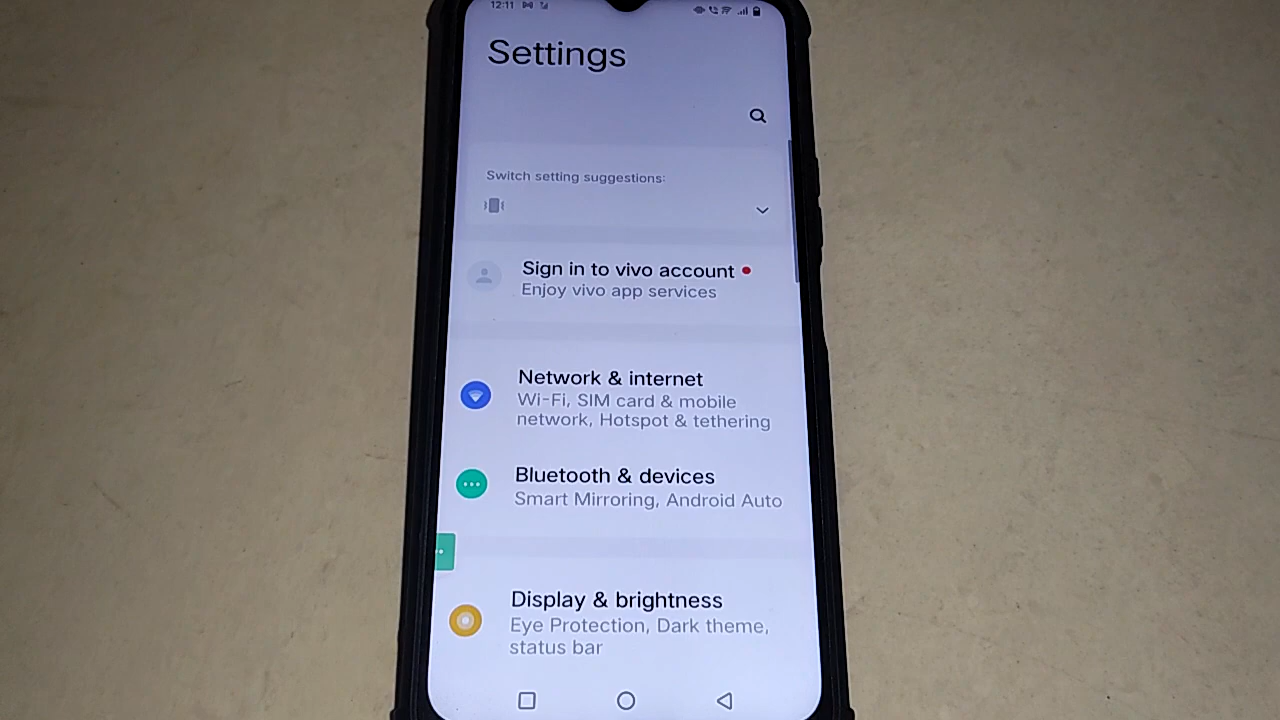 12:11
Settings
Switch setting suggestions:
Sign in to vivo account
Enjoy vivo app services
Network & internet
Wi-Fi, SIM card & mobile
network, Hotspot & tethering
Bluetooth & devices
Smart Mirroring, Android Auto
Display & brightness
Eye Protection, Dark theme,
status bar